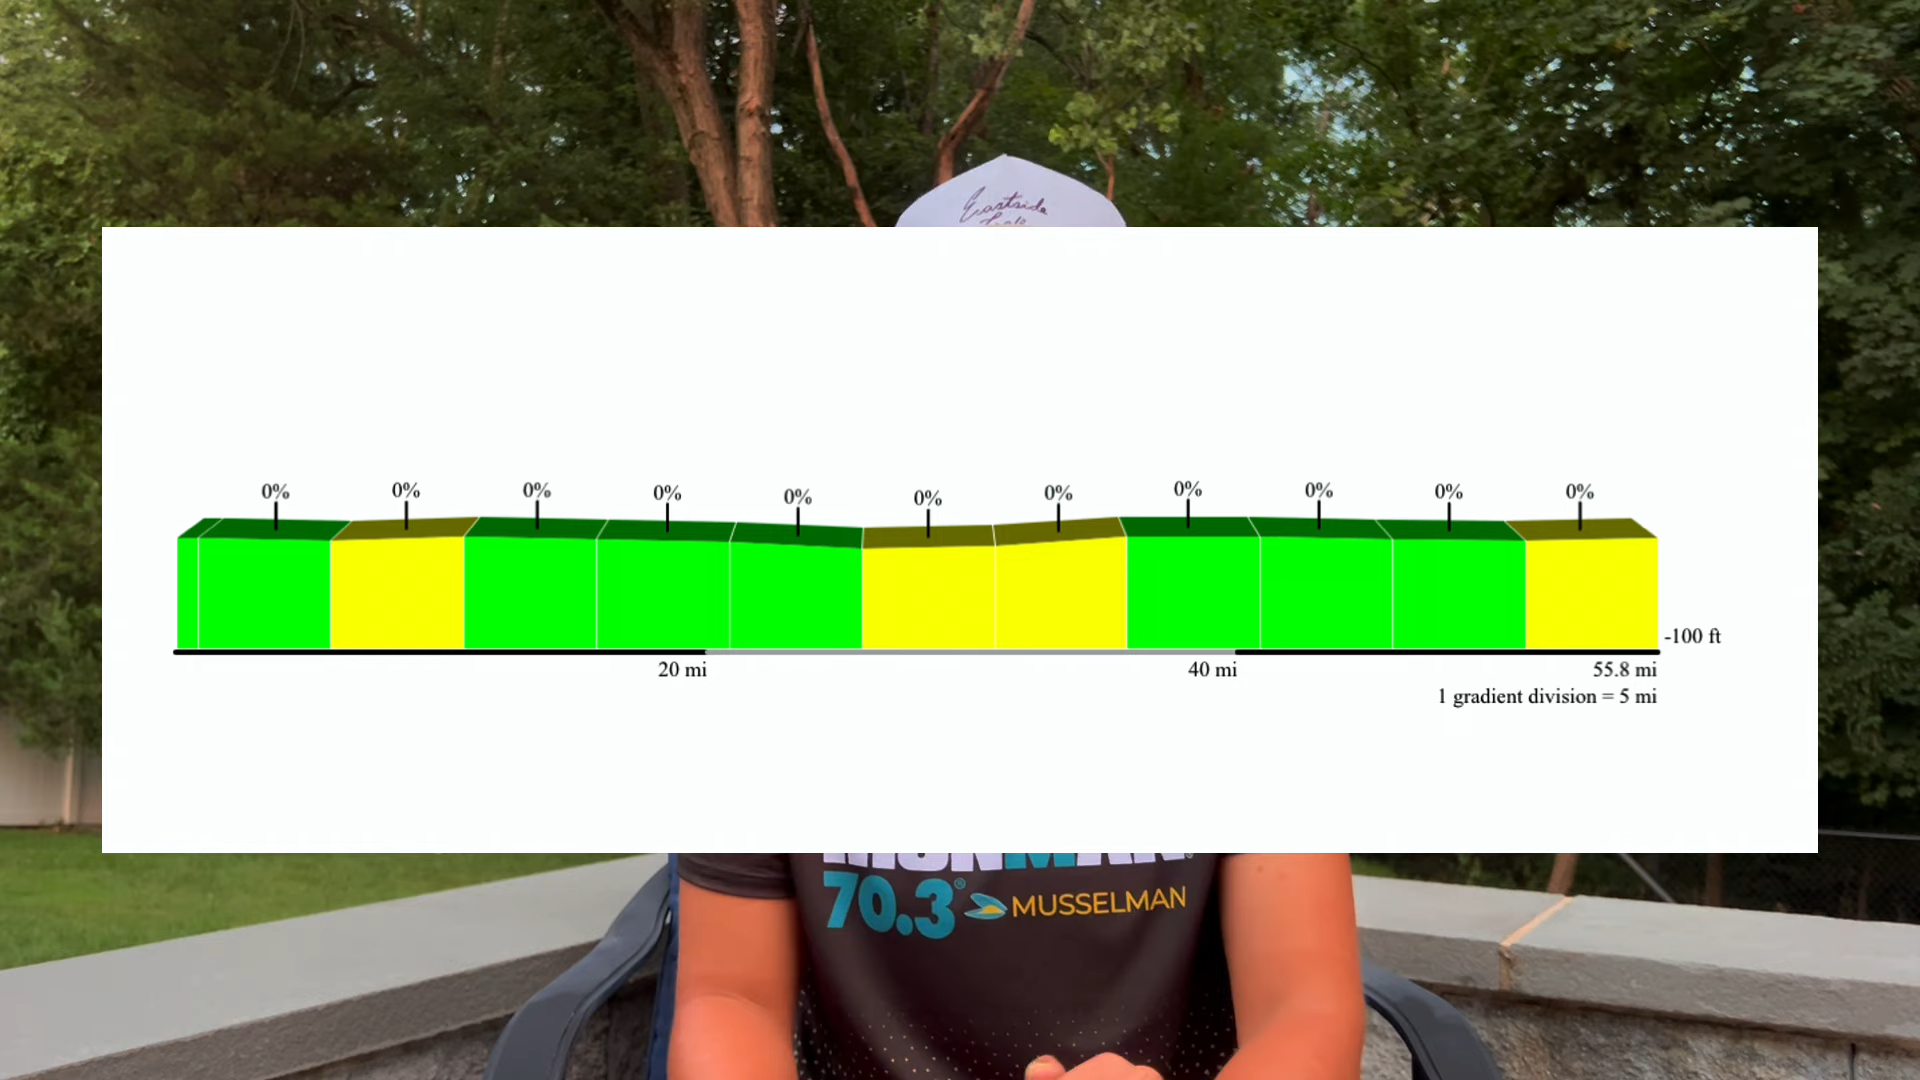 Eastside
0% 0% 0% 0% 0% 0% 0% 0% 0% 0% 0%
-100 ft
20 mi 40 mi 55.8 mi
1 gradient division = 5 mi
70.3® MUSSELMAN